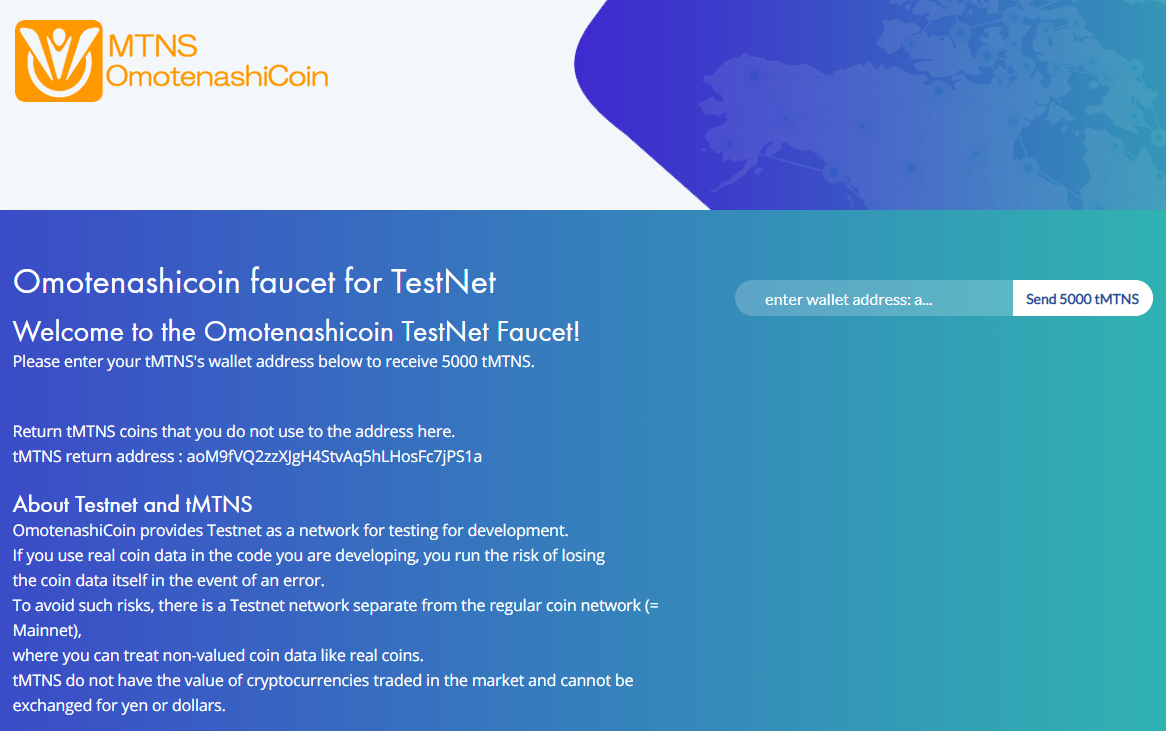 MTNS
OmotenashiCoin
Omotenashicoin faucet for TestNet
enter wallet address: a...
Send 5000 tMTNS
Welcome to the Omotenashicoin TestNet Faucet!
Please enter your tMTNS's wallet address below to receive 5000 tMTNS.
Return tMTNS coins that you do not use to the address here.
tMTNS return address : aoM9fVQ2zzXJgH4StvAq5hLHosFc7jPS1a
About Testnet and tMTNS
OmotenashiCoin provides Testnet as a network for testing for development.
If you use real coin data in the code you are developing, you run the risk of losing
the coin data itself in the event of an error.
To avoid such risks, there is a Testnet network separate from the regular coin network (=
Mainnet),
where you can treat non-valued coin data like real coins.
tMTNS do not have the value of cryptocurrencies traded in the market and cannot be
exchanged for yen or dollars.